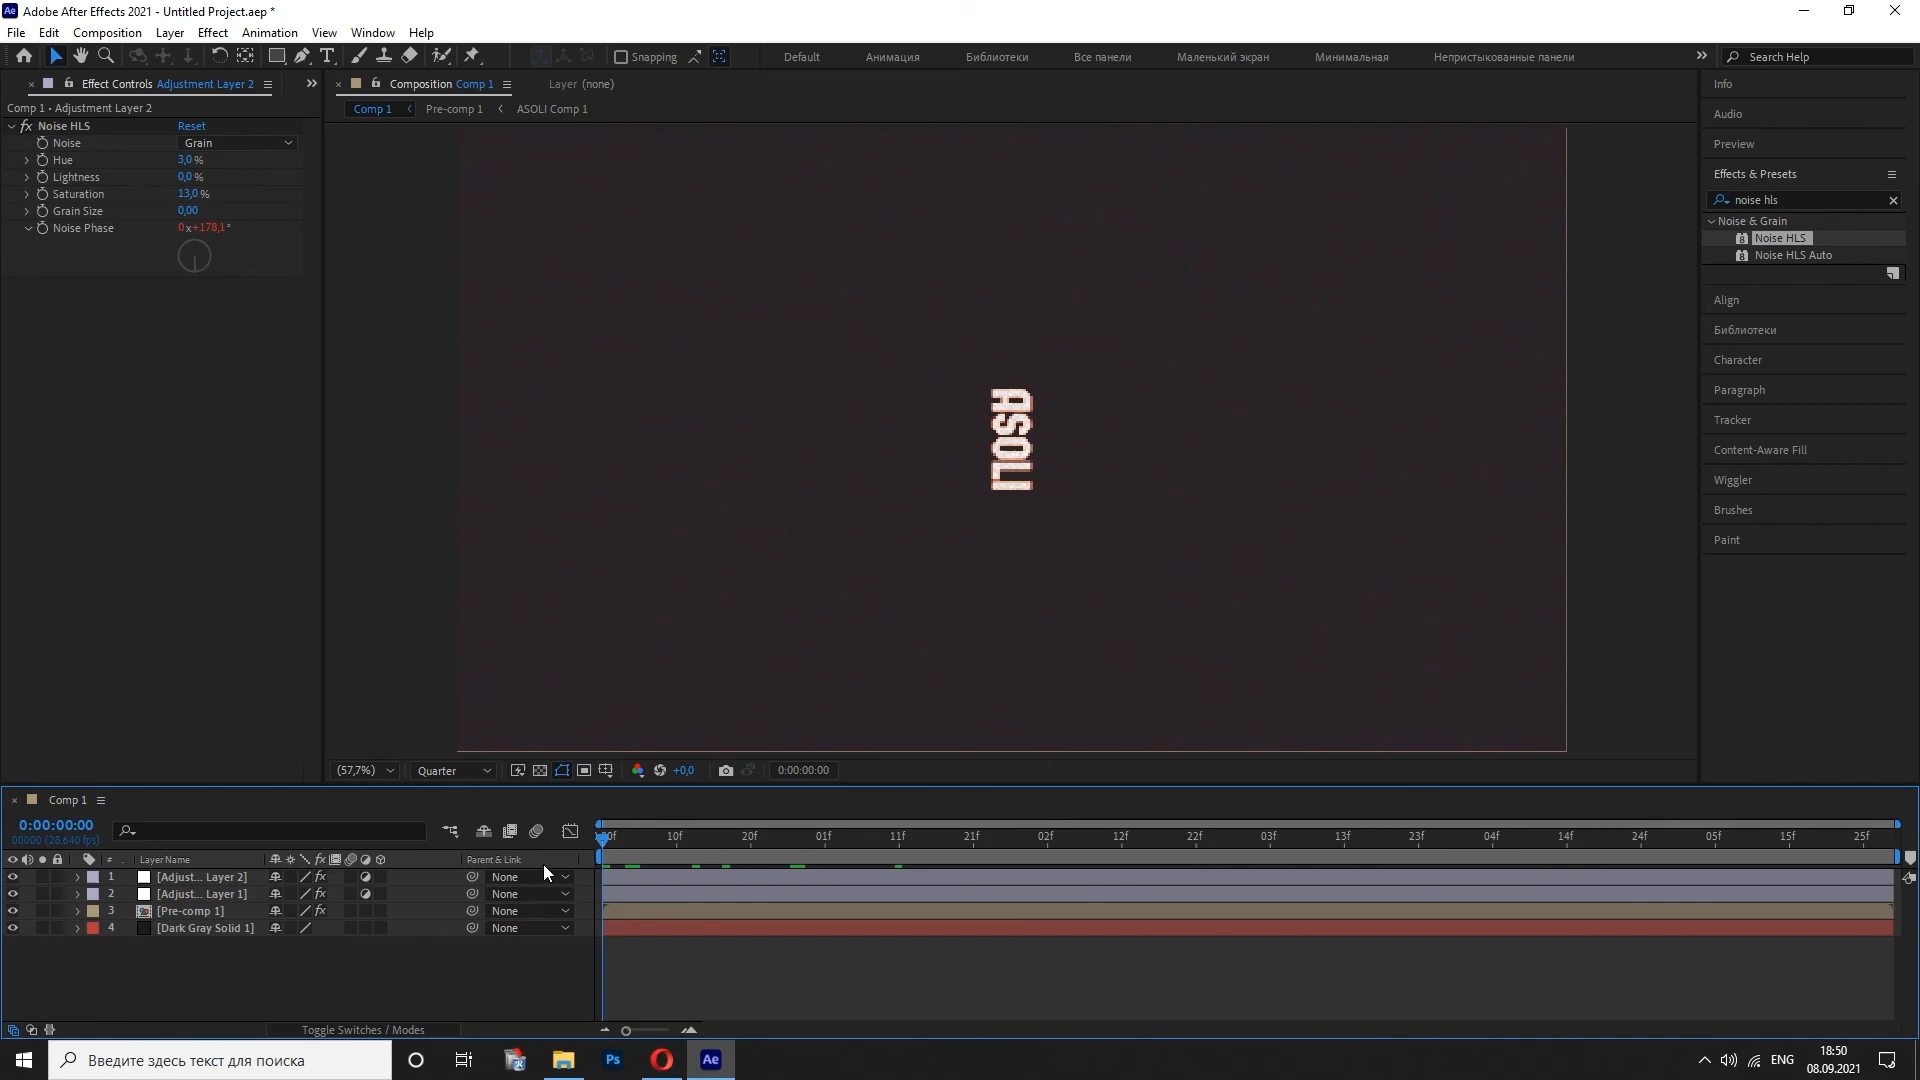 Adobe After Effects 2021 - Untitled Project.aep *
File Edit Composition Layer Effect Animation View Window Help
Snapping Default Анимация Библиотеки Все панели Маленький экран Минимальная Непристыкованные панели Search Help
Effect Controls Adjustment Layer 2
Composition Comp 1 Layer (none)
Comp 1 • Adjustment Layer 2
Comp 1 Pre-comp 1 ASOLI Comp 1
fx Noise HLS Reset
Noise Grain
Hue 3,0 %
Lightness 0,0 %
Saturation 13,0 %
Grain Size 0,00
Noise Phase 0x+178,1°
ASOLI
Info
Audio
Preview
Effects & Presets
noise hls
Noise & Grain
Noise HLS
Noise HLS Auto
Align
Библиотеки
Character
Paragraph
Tracker
Content-Aware Fill
Wiggler
Brushes
Paint
(57,7%) Quarter +0,0 0:00:00:00
Comp 1
0:00:00:00
00000 (28.640 fps)
10f 20f 01f 11f 21f 02f 12f 22f 03f 13f 23f 04f 14f 24f 05f 15f 25f
# Layer Name fx Parent & Link
1 [Adjust... Layer 2] fx None
2 [Adjust... Layer 1] fx None
3 [Pre-comp 1] fx None
4 [Dark Gray Solid 1] None
Toggle Switches / Modes
Введите здесь текст для поиска
Ps
Ae
ENG
18:50
08.09.2021